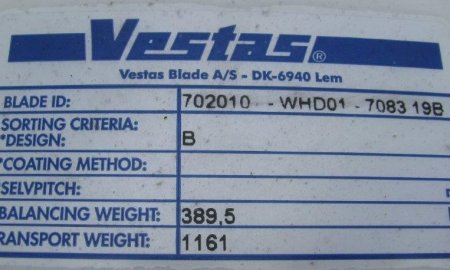 Vestas®
Vestas Blade A/S - DK-6940 Lem
BLADE ID: 702010 - WHD01 - 7083 19B
SORTING CRITERIA:
*DESIGN: B
*COATING METHOD:
*SELVPITCH:
BALANCING WEIGHT: 389,5
RANSPORT WEIGHT: 1161